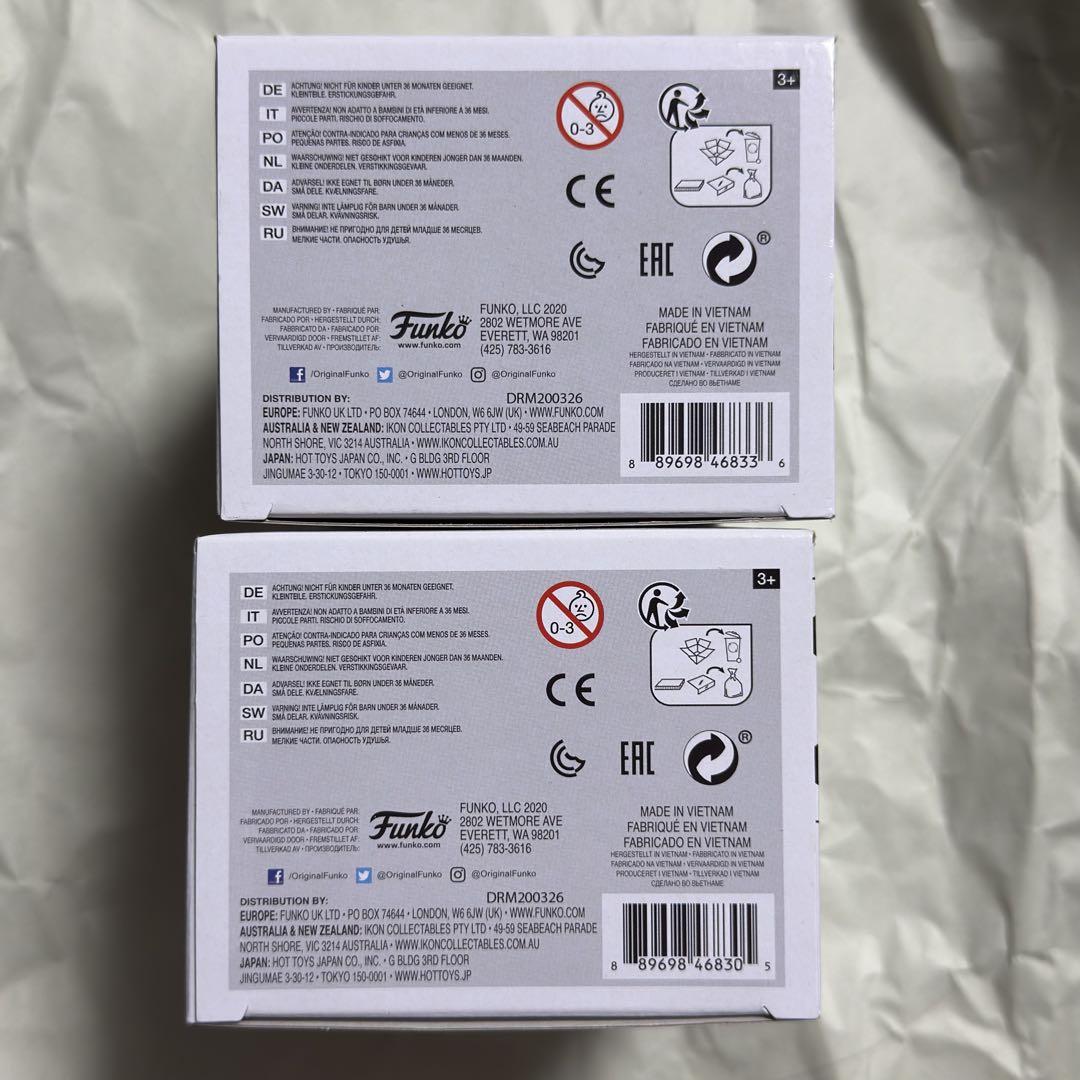 3+
DE ACHTUNG! NICHT FÜR KINDER UNTER 36 MONATEN GEEIGNET.
KLEINTEILE. ERSTICKUNGSGEFAHR.
IT AVVERTENZA! NON ADATTO A BAMBINI DI ETÀ INFERIORE A 36 MESI.
PICCOLE PARTI. RISCHIO DI SOFFOCAMENTO.
PO ATENÇÃO! CONTRA-INDICADO PARA CRIANÇAS COM MENOS DE 36 MESES.
PEQUENAS PARTES. RISCO DE ASFIXIA.
NL WAARSCHUWING! NIET GESCHIKT VOOR KINDEREN JONGER DAN 36 MAANDEN.
KLEINE ONDERDELEN. VERSTIKKINGSGEVAAR.
DA ADVARSEL! IKKE EGNET TIL BØRN UNDER 36 MÅNEDER.
SMÅ DELE. KVÆLNINGSFARE.
SW VARNING! INTE LÄMPLIG FÖR BARN UNDER 36 MÅNADER.
SMÅ DELAR. KVÄVNINGSRISK.
RU ВНИМАНИЕ! НЕ ПРИГОДНО ДЛЯ ДЕТЕЙ МЛАДШЕ 36 МЕСЯЦЕВ.
МЕЛКИЕ ЧАСТИ. ОПАСНОСТЬ УДУШЬЯ.
0-3
CE
EAC
®
MANUFACTURED BY • FABRIQUÉ PAR:
FABRICADO POR • HERGESTELLT DURCH:
FABBRICATO DA • FABRICADO POR:
VERVAARDIGD DOOR • FREMSTILLET AF:
TILLVERKAD AV • ПРОИЗВОДИТЕЛЬ:
Funko
www.funko.com
FUNKO, LLC 2020
2802 WETMORE AVE
EVERETT, WA 98201
(425) 783-3616
MADE IN VIETNAM
FABRIQUÉ EN VIETNAM
FABRICADO EN VIETNAM
HERGESTELLT IN VIETNAM • FABBRICATO IN VIETNAM
FABRICADO NA VIETNAM • VERVAARDIGD IN VIETNAM
PRODUCERET I VIETNAM • TILLVERKAD I VIETNAM
СДЕЛАНО ВО ВЬЕТНАМЕ
/OriginalFunko @OriginalFunko @OriginalFunko
DISTRIBUTION BY: DRM200326
EUROPE: FUNKO UK LTD • PO BOX 74644 • LONDON, W6 6JW (UK) • WWW.FUNKO.COM
AUSTRALIA & NEW ZEALAND: IKON COLLECTABLES PTY LTD • 49-59 SEABEACH PARADE
NORTH SHORE, VIC 3214 AUSTRALIA • WWW.IKONCOLLECTABLES.COM.AU
JAPAN: HOT TOYS JAPAN CO., INC. • G BLDG 3RD FLOOR
JINGUMAE 3-30-12 • TOKYO 150-0001 • WWW.HOTTOYS.JP
8 89698 46833 6
3+
DE ACHTUNG! NICHT FÜR KINDER UNTER 36 MONATEN GEEIGNET.
KLEINTEILE. ERSTICKUNGSGEFAHR.
IT AVVERTENZA! NON ADATTO A BAMBINI DI ETÀ INFERIORE A 36 MESI.
PICCOLE PARTI. RISCHIO DI SOFFOCAMENTO.
PO ATENÇÃO! CONTRA-INDICADO PARA CRIANÇAS COM MENOS DE 36 MESES.
PEQUENAS PARTES. RISCO DE ASFIXIA.
NL WAARSCHUWING! NIET GESCHIKT VOOR KINDEREN JONGER DAN 36 MAANDEN.
KLEINE ONDERDELEN. VERSTIKKINGSGEVAAR.
DA ADVARSEL! IKKE EGNET TIL BØRN UNDER 36 MÅNEDER.
SMÅ DELE. KVÆLNINGSFARE.
SW VARNING! INTE LÄMPLIG FÖR BARN UNDER 36 MÅNADER.
SMÅ DELAR. KVÄVNINGSRISK.
RU ВНИМАНИЕ! НЕ ПРИГОДНО ДЛЯ ДЕТЕЙ МЛАДШЕ 36 МЕСЯЦЕВ.
МЕЛКИЕ ЧАСТИ. ОПАСНОСТЬ УДУШЬЯ.
0-3
CE
EAC
®
MANUFACTURED BY • FABRIQUÉ PAR:
FABRICADO POR • HERGESTELLT DURCH:
FABBRICATO DA • FABRICADO POR:
VERVAARDIGD DOOR • FREMSTILLET AF:
TILLVERKAD AV • ПРОИЗВОДИТЕЛЬ:
Funko
www.funko.com
FUNKO, LLC 2020
2802 WETMORE AVE
EVERETT, WA 98201
(425) 783-3616
MADE IN VIETNAM
FABRIQUÉ EN VIETNAM
FABRICADO EN VIETNAM
HERGESTELLT IN VIETNAM • FABBRICATO IN VIETNAM
FABRICADO NA VIETNAM • VERVAARDIGD IN VIETNAM
PRODUCERET I VIETNAM • TILLVERKAD I VIETNAM
СДЕЛАНО ВО ВЬЕТНАМЕ
/OriginalFunko @OriginalFunko @OriginalFunko
DISTRIBUTION BY: DRM200326
EUROPE: FUNKO UK LTD • PO BOX 74644 • LONDON, W6 6JW (UK) • WWW.FUNKO.COM
AUSTRALIA & NEW ZEALAND: IKON COLLECTABLES PTY LTD • 49-59 SEABEACH PARADE
NORTH SHORE, VIC 3214 AUSTRALIA • WWW.IKONCOLLECTABLES.COM.AU
JAPAN: HOT TOYS JAPAN CO., INC. • G BLDG 3RD FLOOR
JINGUMAE 3-30-12 • TOKYO 150-0001 • WWW.HOTTOYS.JP
8 89698 46830 5